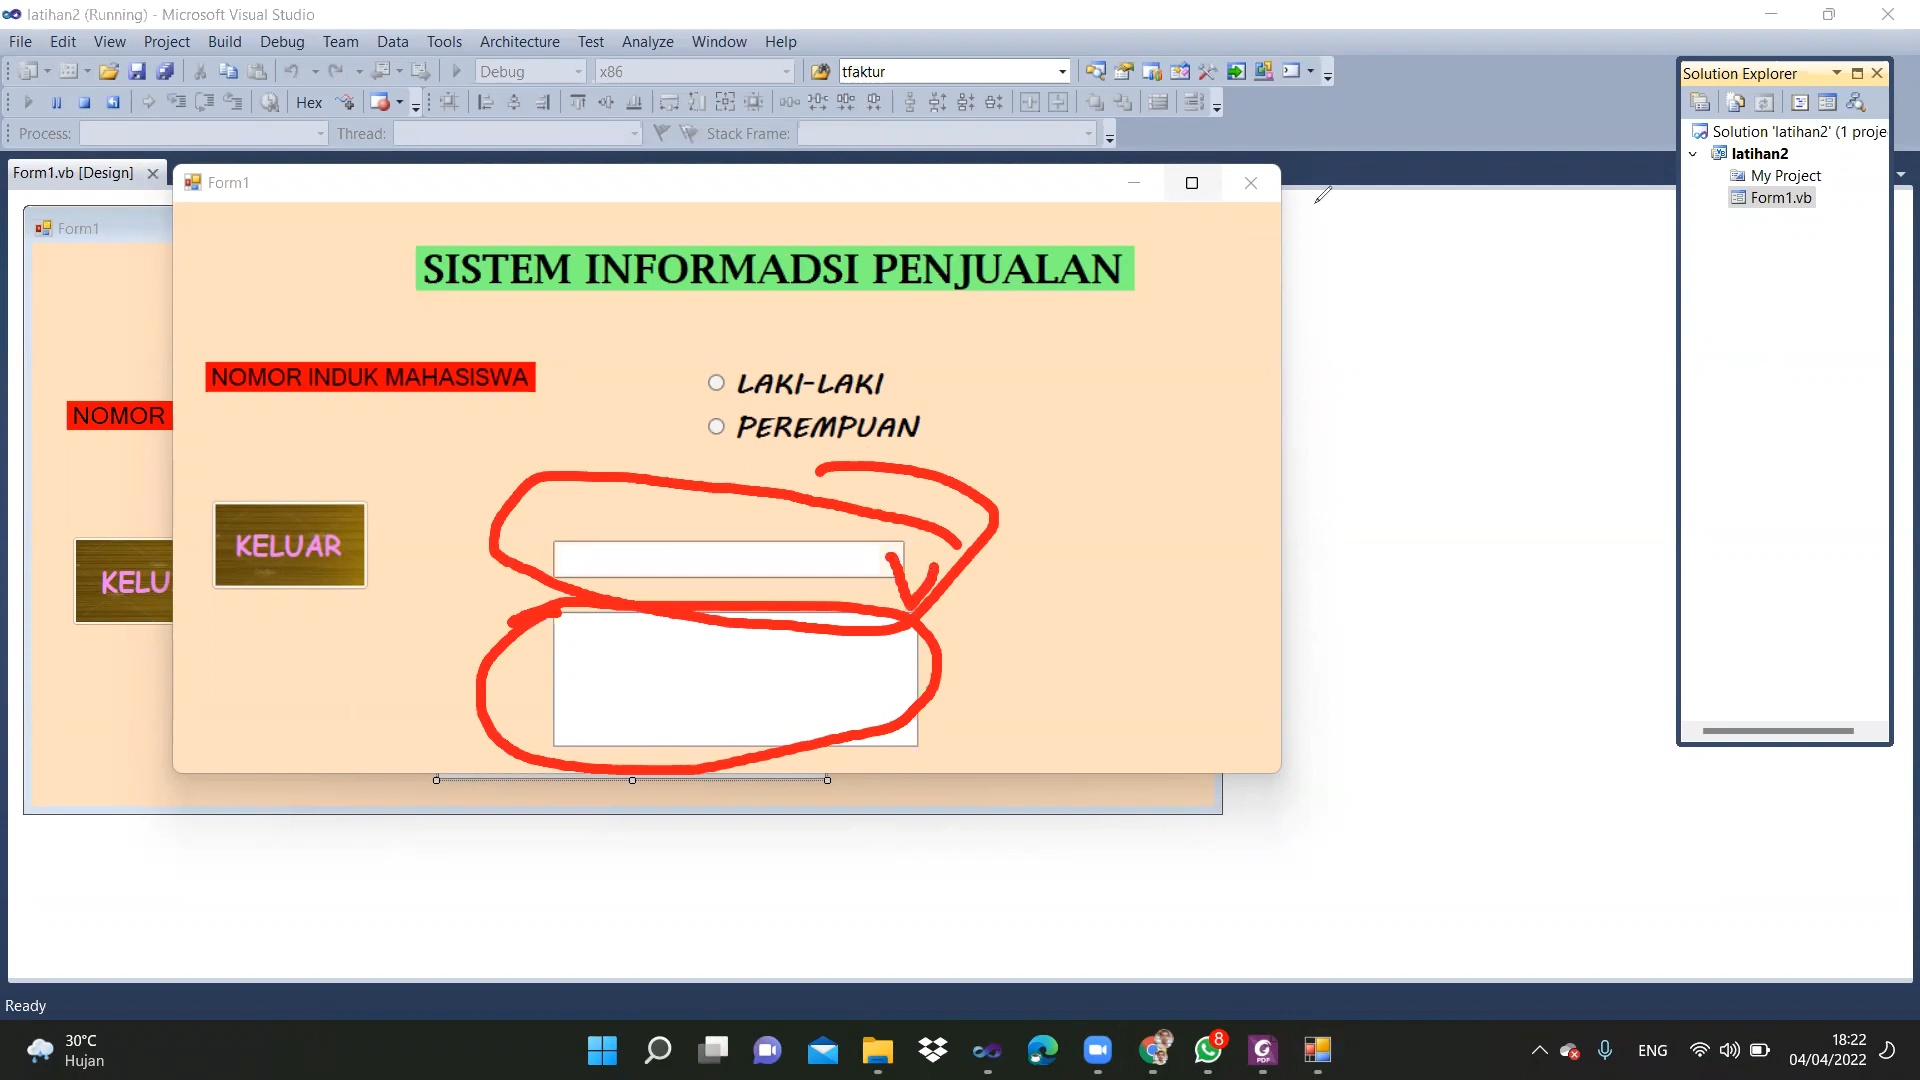 latihan2 (Running) - Microsoft Visual Studio
File Edit View Project Build Debug Team Data Tools Architecture Test Analyze Window Help
Debug x86 tfaktur
Hex
Process: Thread: Stack Frame:
Form1.vb [Design]
Form1
NOMOR
KELU
Form1
SISTEM INFORMADSI PENJUALAN
NOMOR INDUK MAHASISWA
LAKI-LAKI
PEREMPUAN
KELUAR
Solution Explorer
Solution 'latihan2' (1 proje
latihan2
My Project
Form1.vb
Ready
30°C
Hujan
8
PDF
ENG
18:22
04/04/2022